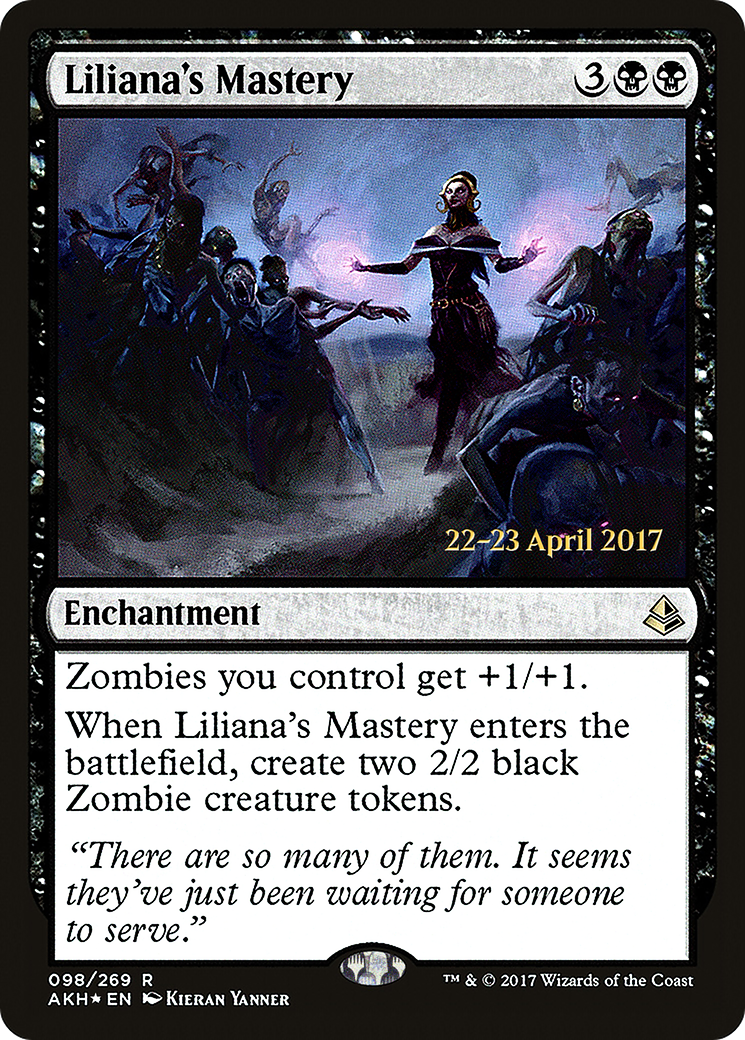 Liliana's Mastery 3
22–23 April 2017
Enchantment
Zombies you control get +1/+1.
When Liliana's Mastery enters the
battlefield, create two 2/2 black
Zombie creature tokens.
“There are so many of them. It seems
they've just been waiting for someone
to serve.”
098/269 R
AKH★EN Kieran Yanner
™ & © 2017 Wizards of the Coast